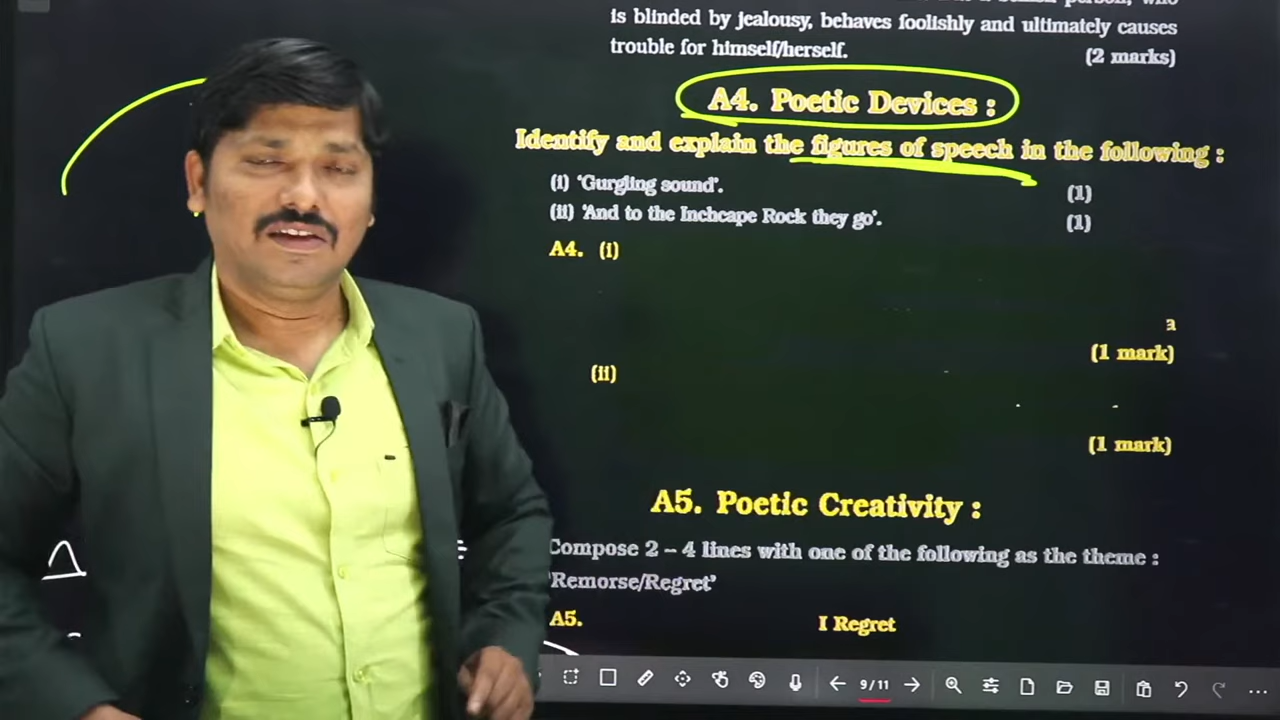 is blinded by jealousy, behaves foolishly and ultimately causes
trouble for himself/herself. (2 marks)
A4. Poetic Devices :
Identify and explain the figures of speech in the following :
(i) 'Gurgling sound'. (1)
(ii) 'And to the Inchcape Rock they go'. (1)
A4. (i)
a
(1 mark)
(ii)
(1 mark)
A5. Poetic Creativity :
Compose 2 – 4 lines with one of the following as the theme :
'Remorse/Regret'
A5. I Regret
9/11